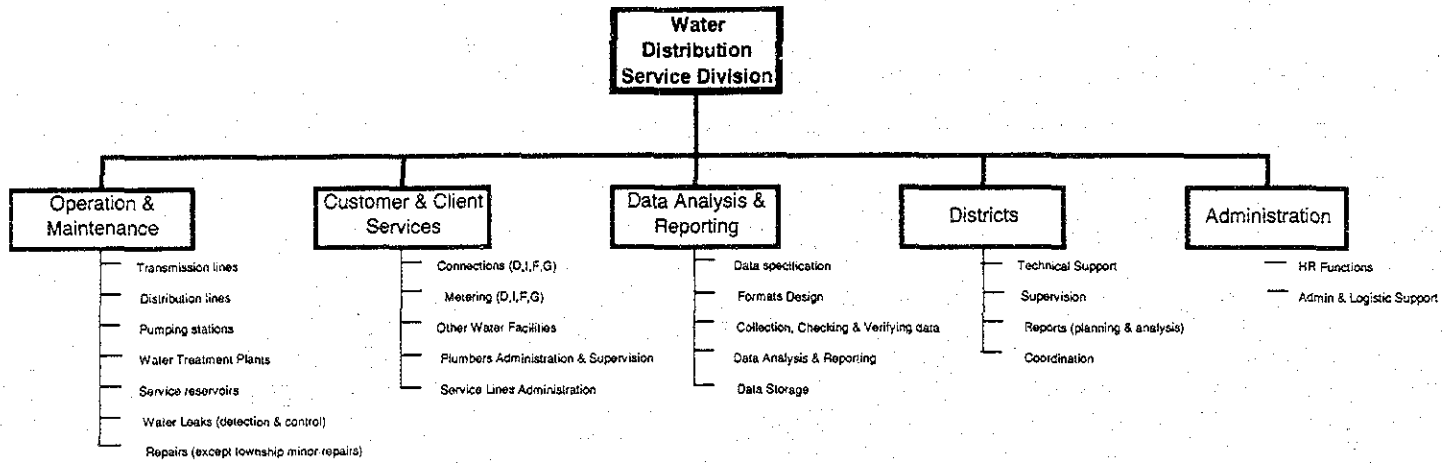 Water
Distribution
Service Division
Operation &
Maintenance
Transmission lines
Distribution lines
Pumping stations
Water Treatment Plants
Service reservoirs
Water Leaks (detection & control)
Repairs (except township minor repairs)
Customer & Client
Services
Connections (D,I,F,G)
Metering (D,I,F,G)
Other Water Facilities
Plumbers Administration & Supervision
Service Lines Administration
Data Analysis &
Reporting
Data specification
Formats Design
Collection, Checking & Verifying data
Data Analysis & Reporting
Data Storage
Districts
Technical Support
Supervision
Reports (planning & analysis)
Coordination
Administration
HR Functions
Admin & Logistic Support